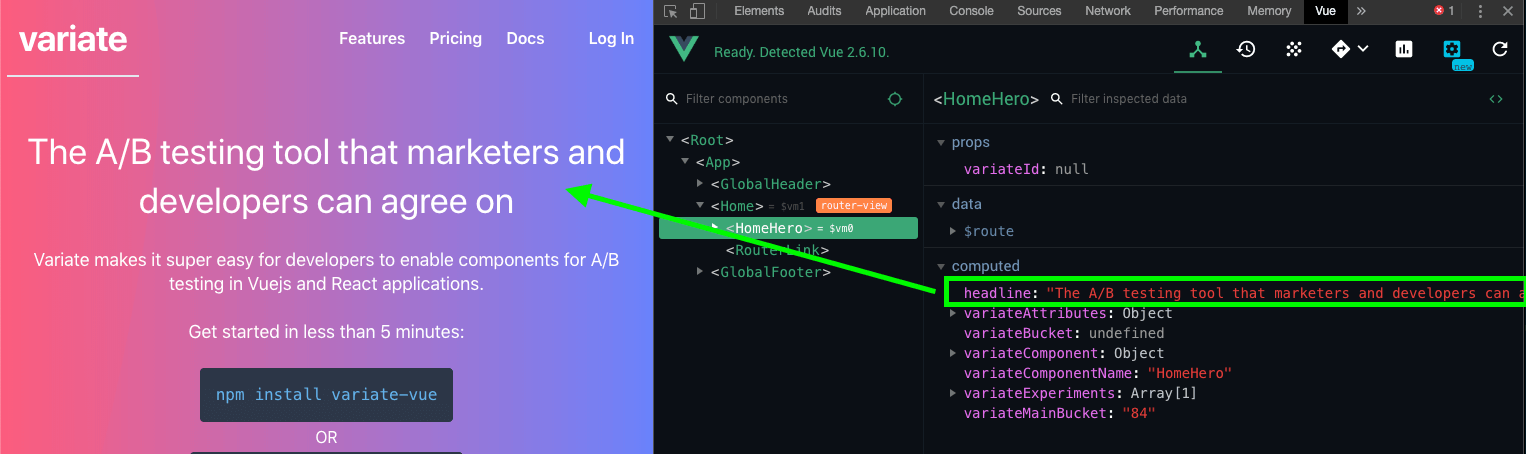 variate
Features Pricing Docs Log In
The A/B testing tool that marketers and
developers can agree on
Variate makes it super easy for developers to enable components for A/B
testing in Vuejs and React applications.
Get started in less than 5 minutes:
npm install variate-vue
OR
Elements Audits Application Console Sources Network Performance Memory Vue » 1
Ready. Detected Vue 2.6.10.
new
Filter components
<Root>
<App>
<GlobalHeader>
<Home> = $vm1 router-view
<HomeHero> = $vm0
<RouterLink>
<GlobalFooter>
<HomeHero> Filter inspected data <>
props
variateId: null
data
$route
computed
headline: "The A/B testing tool that marketers and developers can a
variateAttributes: Object
variateBucket: undefined
variateComponent: Object
variateComponentName: "HomeHero"
variateExperiments: Array[1]
variateMainBucket: "84"